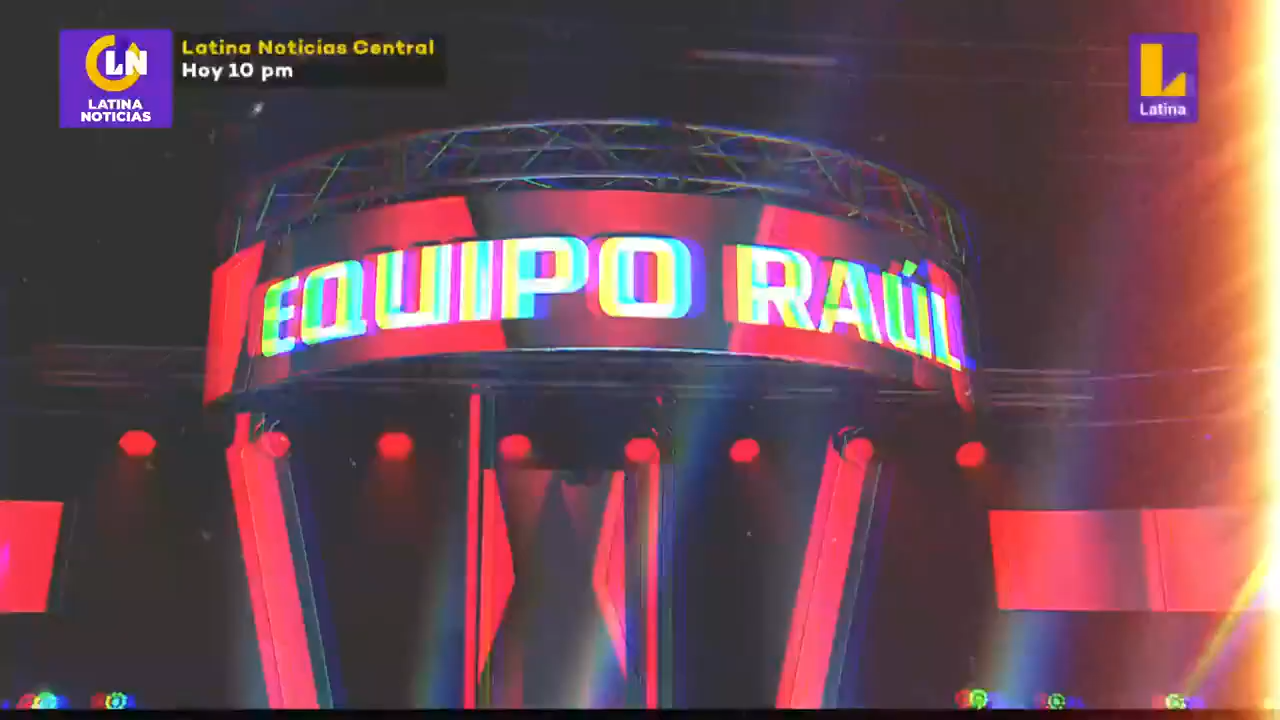 LN
LATINA
NOTICIAS
Latina Noticias Central
Hoy 10 pm
L
Latina
EQUIPO RAÚL